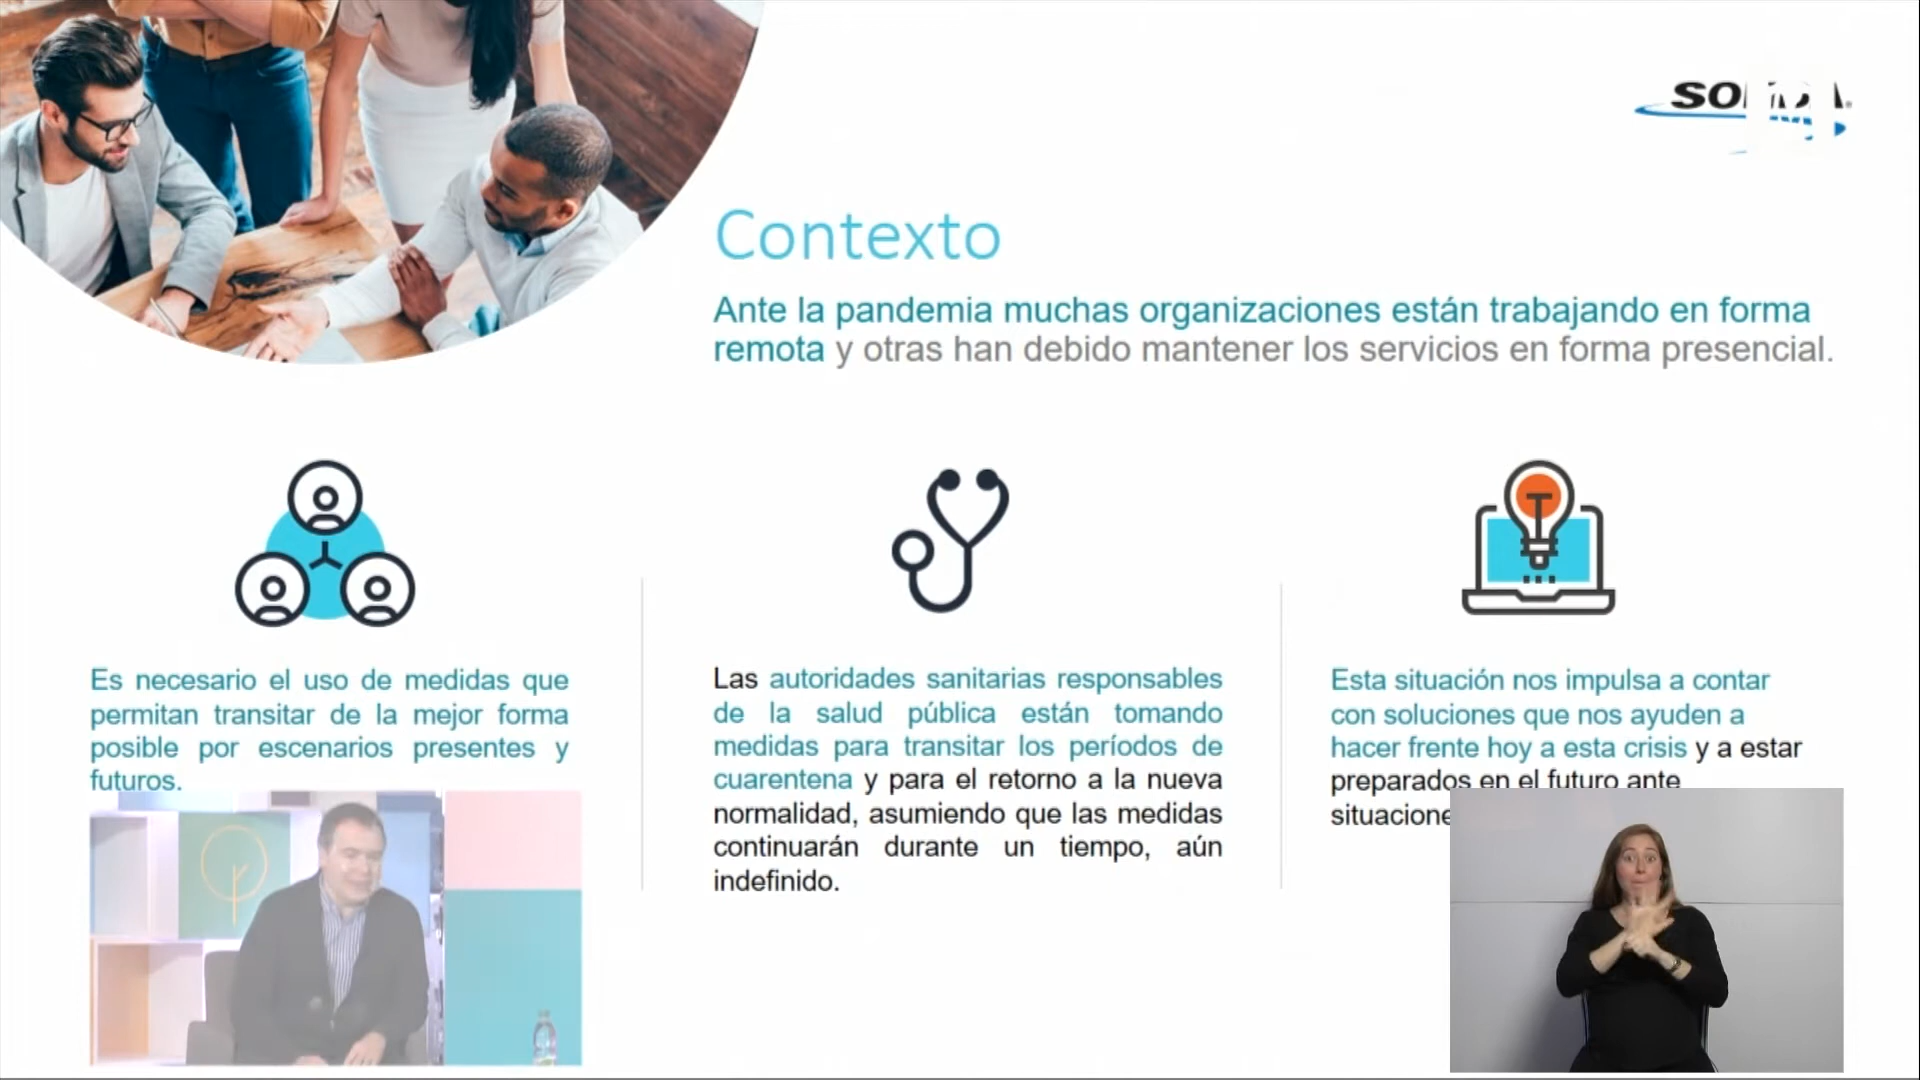 Contexto
Ante la pandemia muchas organizaciones están trabajando en forma
remota y otras han debido mantener los servicios en forma presencial.
Es necesario el uso de medidas que
permitan transitar de la mejor forma
posible por escenarios presentes y
futuros.
Las autoridades sanitarias responsables
de la salud pública están tomando
medidas para transitar los períodos de
cuarentena y para el retorno a la nueva
normalidad, asumiendo que las medidas
continuarán durante un tiempo, aún
indefinido.
Esta situación nos impulsa a contar
con soluciones que nos ayuden a
hacer frente hoy a esta crisis y a estar
preparados en el futuro ante